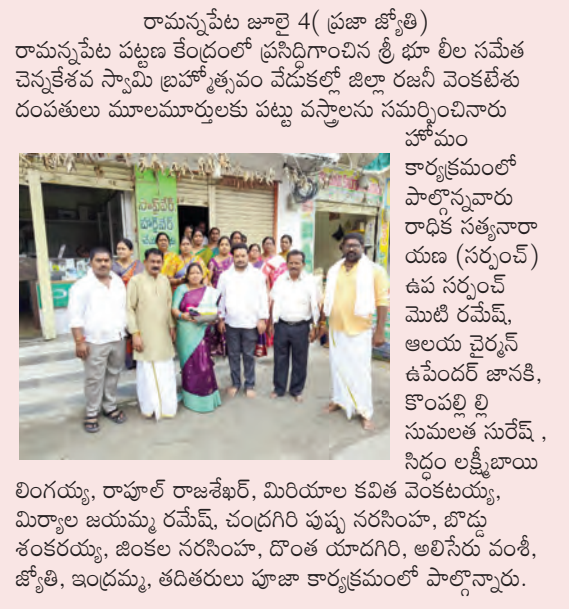 రామన్నపేట జూలై 4( ప్రజా జ్యోతి)
రామన్నపేట పట్టణ కేంద్రంలో ప్రసిద్ధిగాంచిన శ్రీ భూ లీల సమేత
చెన్నకేశవ స్వామి బ్రహ్మోత్సవం వేడుకల్లో జిల్లా రజనీ వెంకటేశు
దంపతులు మూలమూర్తులకు పట్టు వస్త్రాలను సమర్పించినారు
హోమం
కార్యక్రమంలో
పాల్గొన్నవారు
రాధిక సత్యనారా
యణ (సర్పంచ్)
ఉప సర్పంచ్
మొటి రమేష్,
ఆలయ చైర్మన్
ఉపేందర్ జానకి,
కొంపల్లి ల్లి
సుమలత సురేష్ ,
సిద్ధం లక్ష్మీబాయి
లింగయ్య, రాపూల్ రాజశేఖర్, మిరియాల కవిత వెంకటయ్య,
మిర్యాల జయమ్మ రమేష్, చంద్రగిరి పుష్ప నరసింహ, బొడ్డు
శంకరయ్య, జింకల నరసింహ, దొంత యాదగిరి, అలిసేరు వంశీ,
జ్యోతి, ఇంద్రమ్మ, తదితరులు పూజా కార్యక్రమంలో పాల్గొన్నారు.